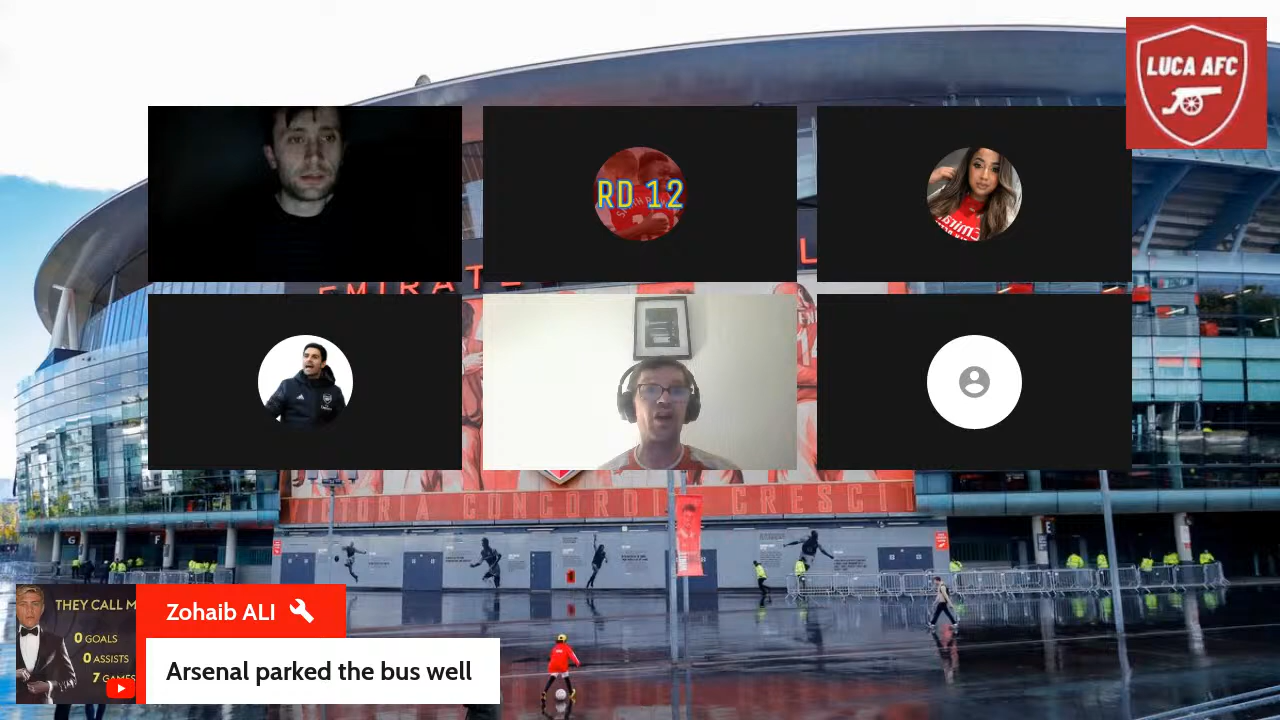 LUCA AFC
RD 12
EMIRATE
VICTORIA CONCORDIA CRESCIT
G
F
E
THEY CALL M
0 GOALS
0 ASSISTS
7 GAMES
Zohaib ALI
Arsenal parked the bus well